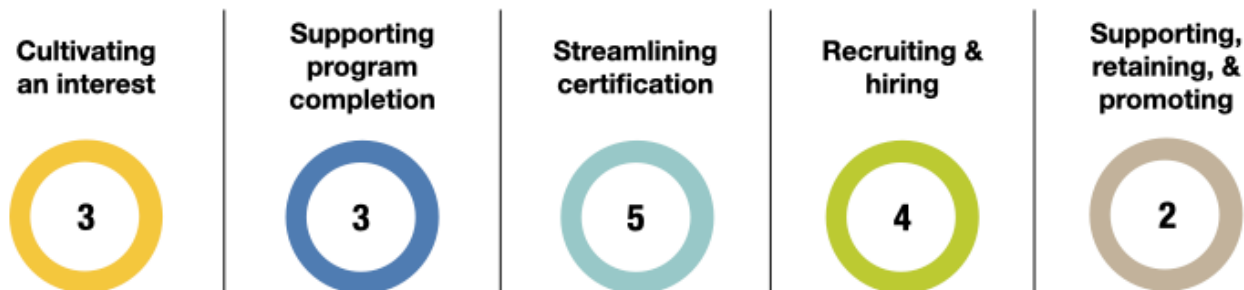 Cultivating
an interest
3
Supporting
program
completion
3
Streamlining
certification
5
Recruiting &
hiring
4
Supporting,
retaining, &
promoting
2